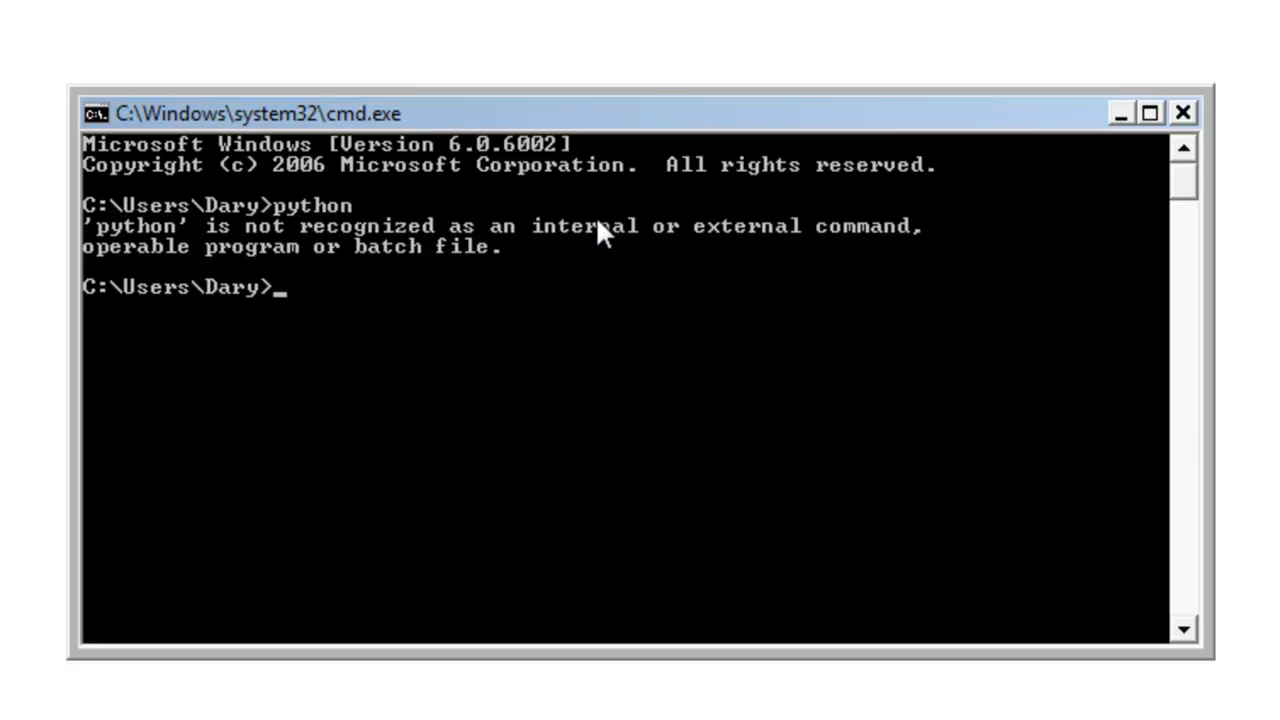 C:\Windows\system32\cmd.exe
Microsoft Windows [Version 6.0.6002]
Copyright (c) 2006 Microsoft Corporation.  All rights reserved.
C:\Users\Dary>python
'python' is not recognized as an internal or external command,
operable program or batch file.
C:\Users\Dary>_